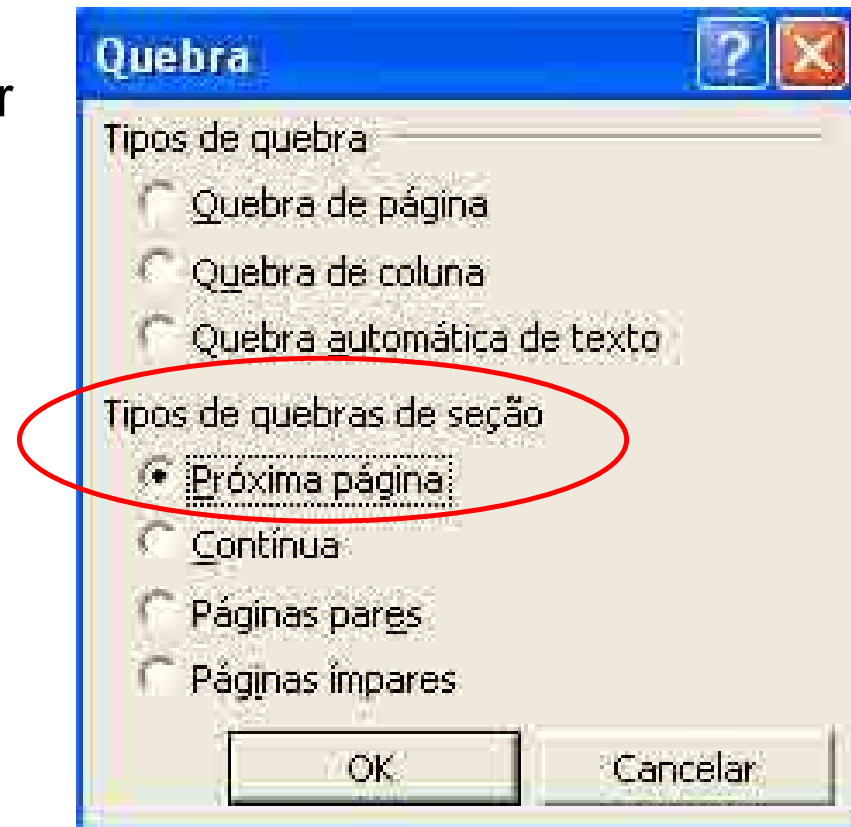 Quebra
r
Tipos de quebra
Quebra de página
Quebra de coluna
Quebra automática de texto
Tipos de quebras de seção
Próxima página
Contínua
Páginas pares
Páginas ímpares
OK Cancelar